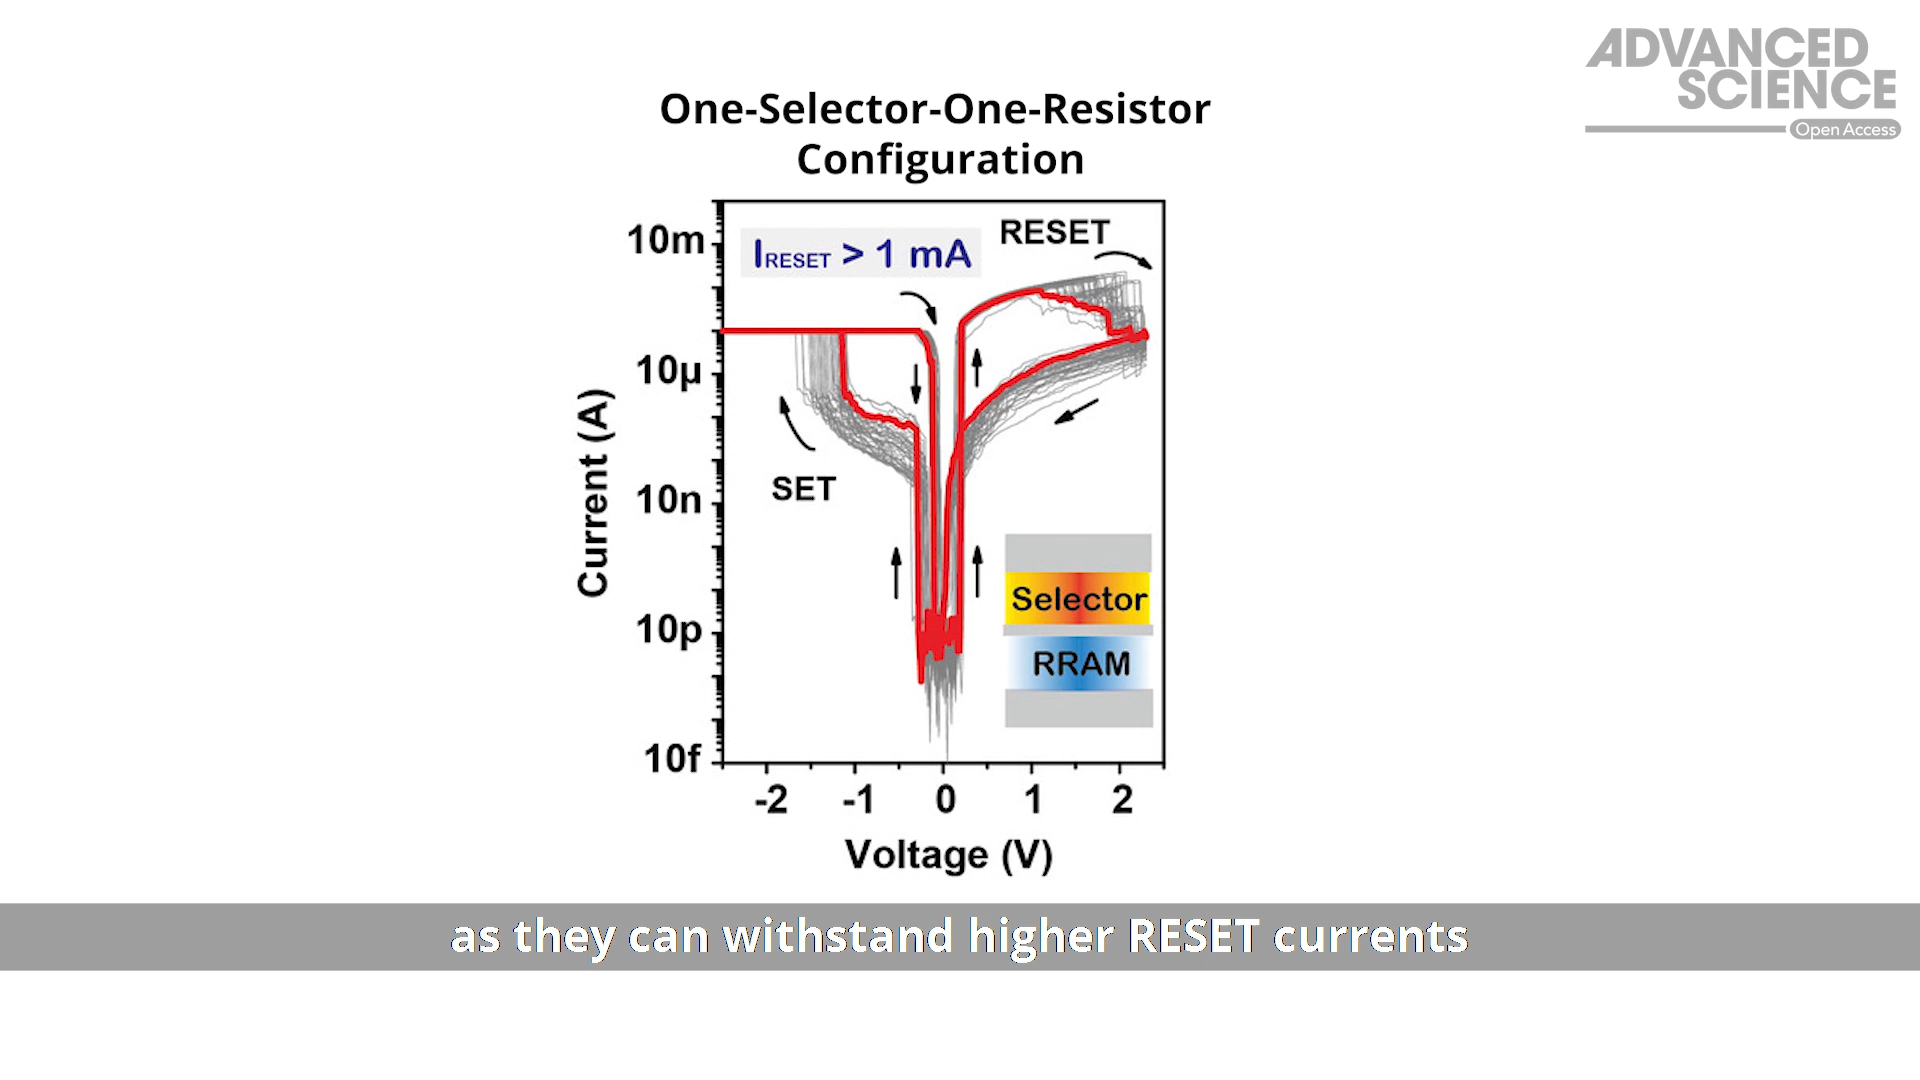 ADVANCED
SCIENCE
Open Access
One-Selector-One-Resistor
Configuration
IRESET > 1 mA
RESET
SET
Current (A)
10m
10µ
10n
10p
10f
Selector
RRAM
-2 -1 0 1 2
Voltage (V)
as they can withstand higher RESET currents